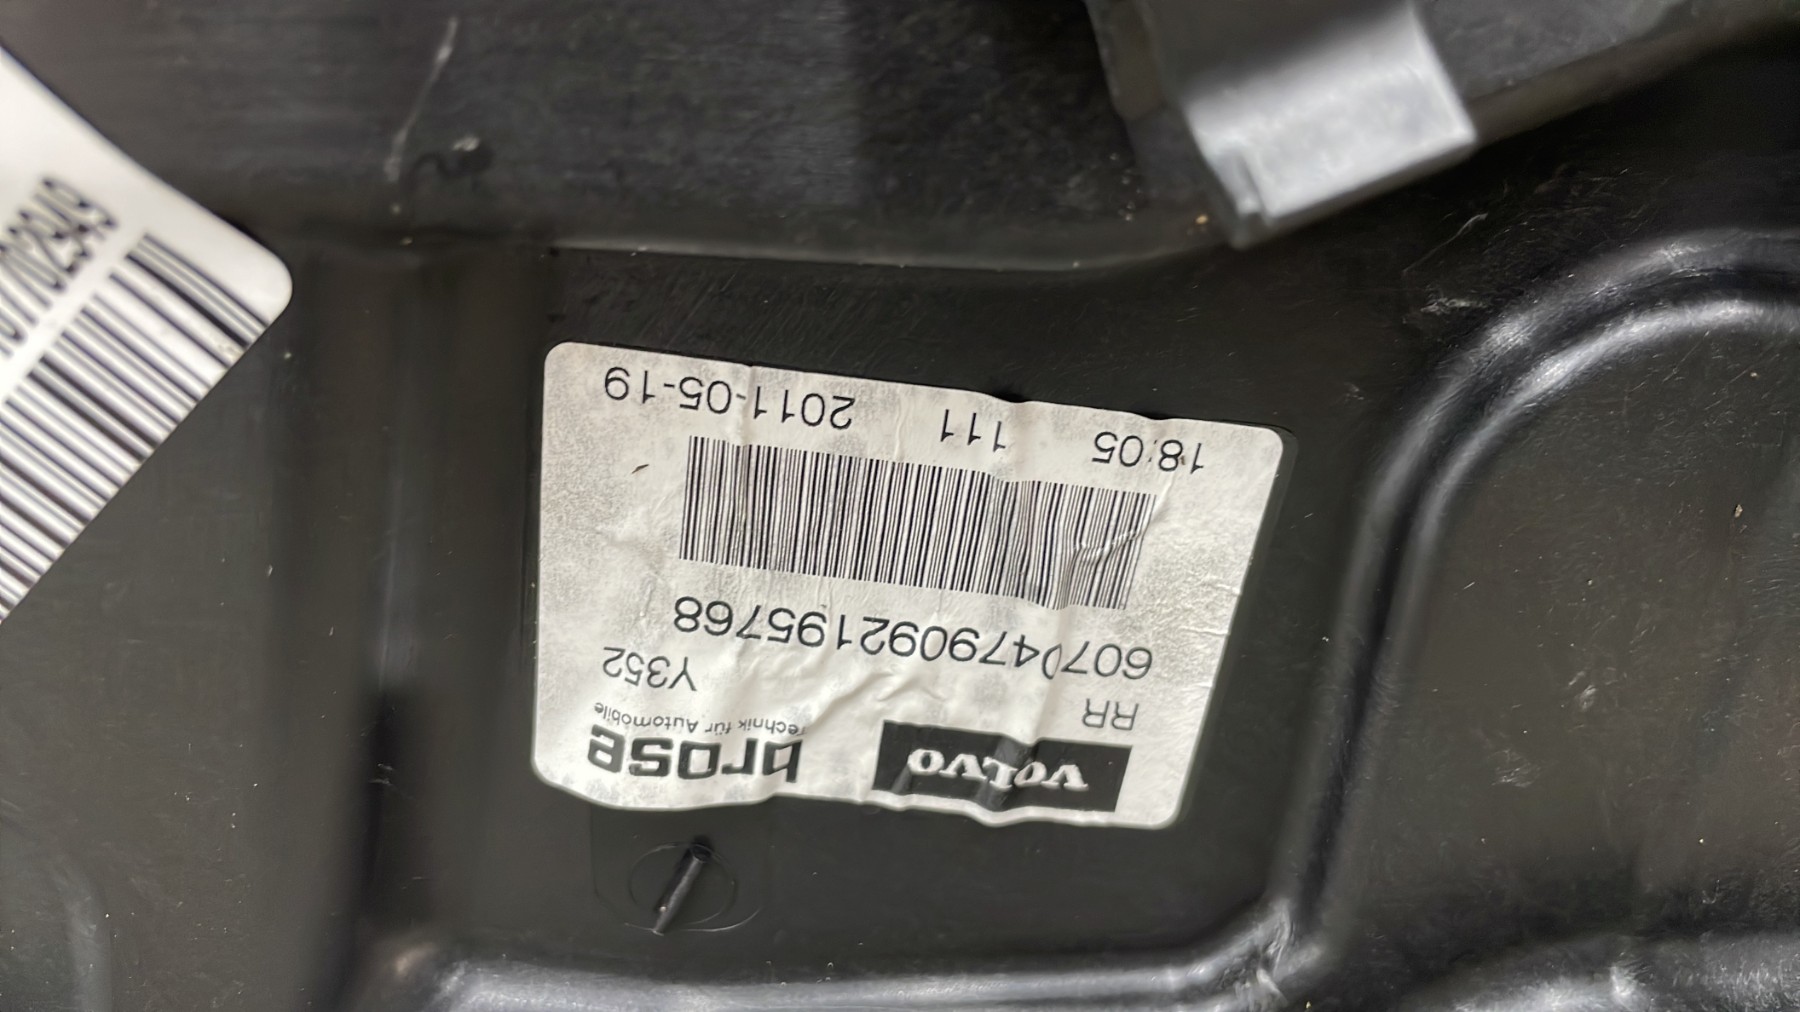 VOLVO brose
Technik für Automobile
RR Y352
6070479092195768
18:05 111 2011-05-19